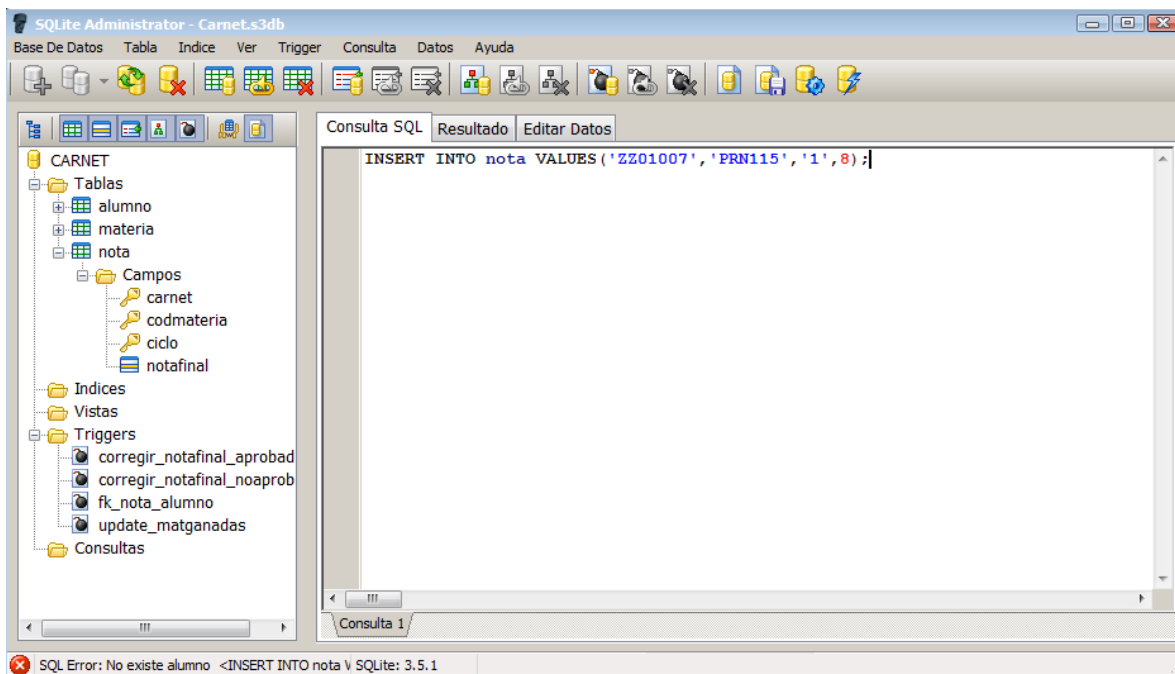 SQLite Administrator - Carnet.s3db
Base De Datos Tabla Indice Ver Trigger Consulta Datos Ayuda
Consulta SQL Resultado Editar Datos
INSERT INTO nota VALUES('ZZ01007','PRN115','1',8);
CARNET
Tablas
alumno
materia
nota
Campos
carnet
codmateria
ciclo
notafinal
Indices
Vistas
Triggers
corregir_notafinal_aprobad
corregir_notafinal_noaprob
fk_nota_alumno
update_matganadas
Consultas
Consulta 1
SQL Error: No existe alumno <INSERT INTO nota V SQLite: 3.5.1